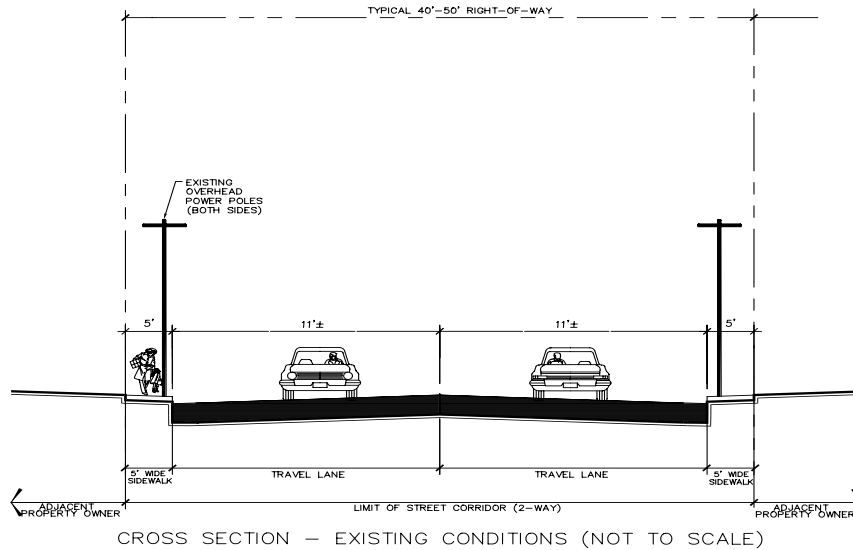 TYPICAL 40'-50' RIGHT-OF-WAY
EXISTING
OVERHEAD
POWER POLES
(BOTH SIDES)
5'
11'±
11'±
5'
5' WIDE
SIDEWALK
TRAVEL LANE
TRAVEL LANE
5' WIDE
SIDEWALK
ADJACENT
PROPERTY OWNER
LIMIT OF STREET CORRIDOR (2-WAY)
ADJACENT
PROPERTY OWNER
CROSS SECTION - EXISTING CONDITIONS (NOT TO SCALE)